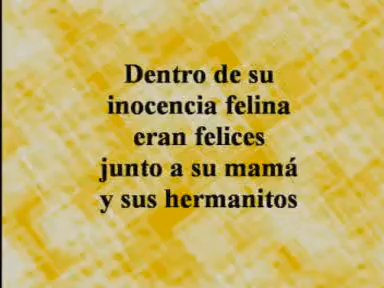 Dentro de su
inocencia felina
eran felices
junto a su mamá
y sus hermanitos